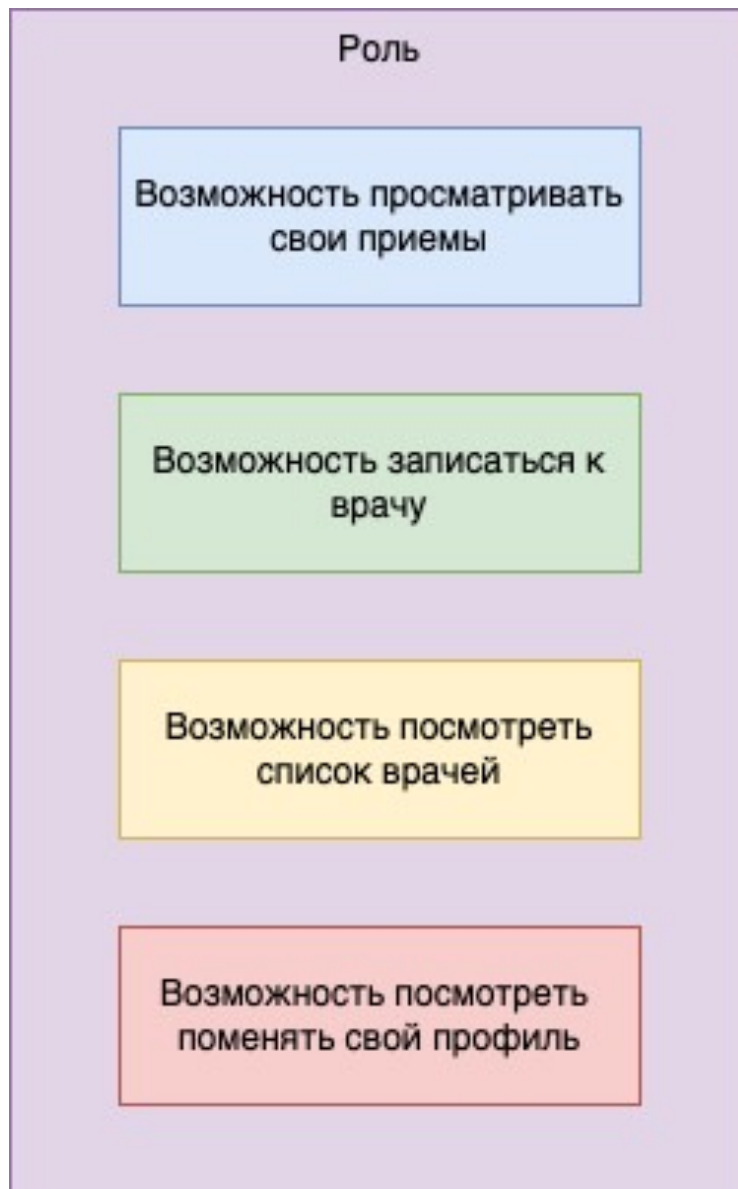 Роль
Возможность просматривать
свои приемы
Возможность записаться к
врачу
Возможность посмотреть
список врачей
Возможность посмотреть
поменять свой профиль